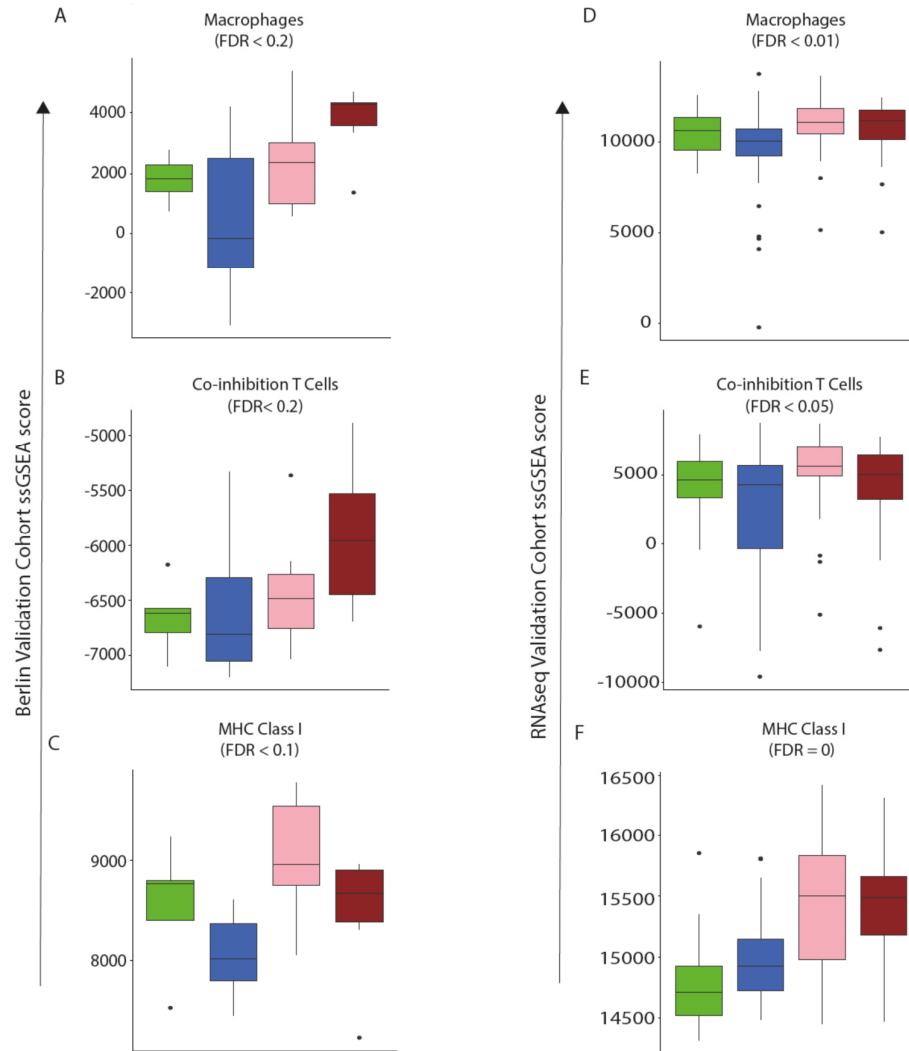 A
Macrophages
(FDR < 0.2)
4000
2000
0
-2000
B
Co-inhibition T Cells
(FDR< 0.2)
-5000
-5500
-6000
-6500
-7000
C
MHC Class I
(FDR < 0.1)
9000
8000
Berlin Validation Cohort ssGSEA score
D
Macrophages
(FDR < 0.01)
10000
5000
0
E
Co-inhibition T Cells
(FDR < 0.05)
5000
0
-5000
-10000
F
MHC Class I
(FDR = 0)
16500
16000
15500
15000
14500
RNAseq Validation Cohort ssGSEA score